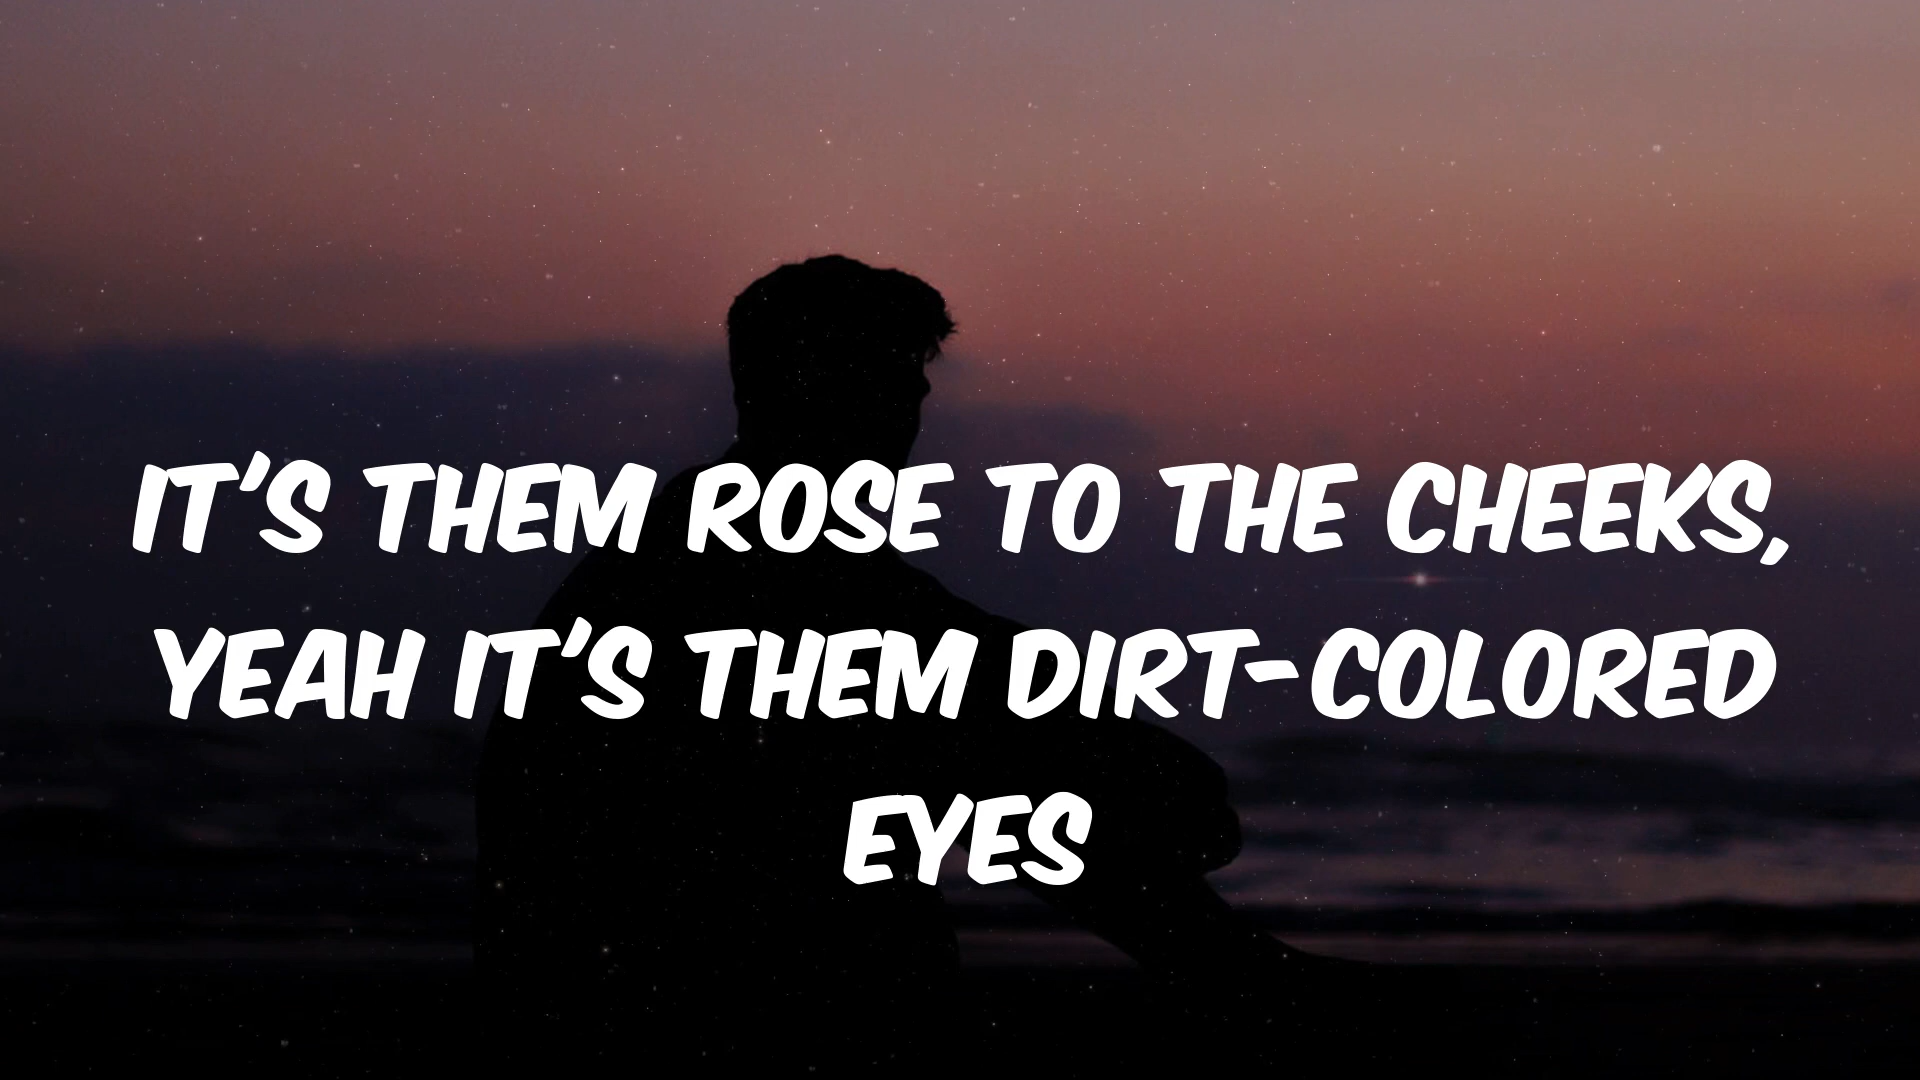 IT'S THEM ROSE TO THE CHEEKS,
YEAH IT'S THEM DIRT-COLORED
EYES